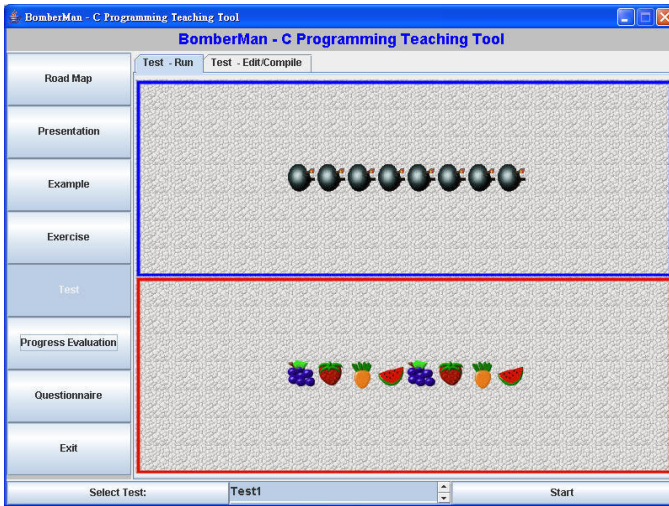 BomberMan - C Programming Teaching Tool
BomberMan - C Programming Teaching Tool
Test - Run
Test - Edit/Compile
Road Map
Presentation
Example
Exercise
Test
Progress Evaluation
Questionnaire
Exit
Select Test:
Test1
Start